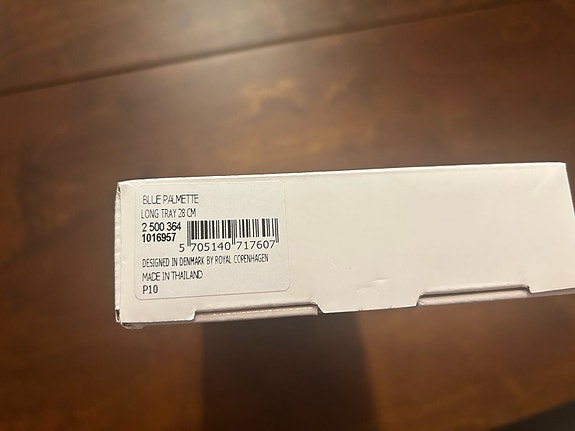 BLUE PALMETTE
LONG TRAY 28 CM
2 500 364
1016957
5 705140 717607
DESIGNED IN DENMARK BY ROYAL COPENHAGEN
MADE IN THAILAND
P10